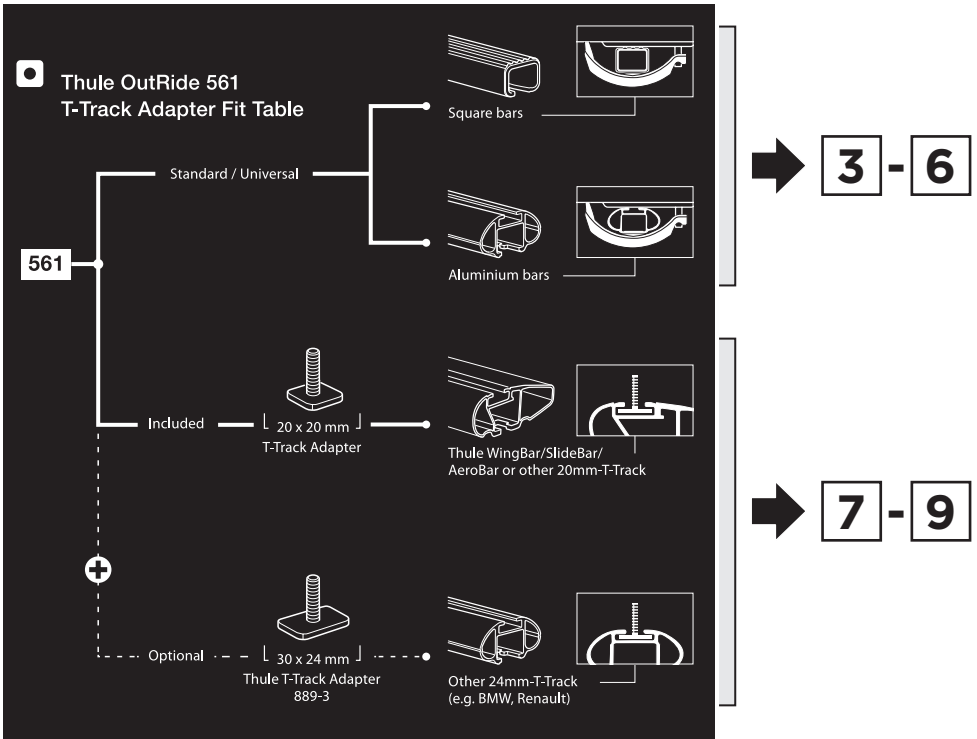 Thule OutRide 561
T-Track Adapter Fit Table
Square bars
Standard / Universal
3 - 6
561
Aluminium bars
Included
20 x 20 mm
T-Track Adapter
Thule WingBar/SlideBar/
AeroBar or other 20mm-T-Track
7 - 9
Optional
30 x 24 mm
Thule T-Track Adapter
889-3
Other 24mm-T-Track
(e.g. BMW, Renault)